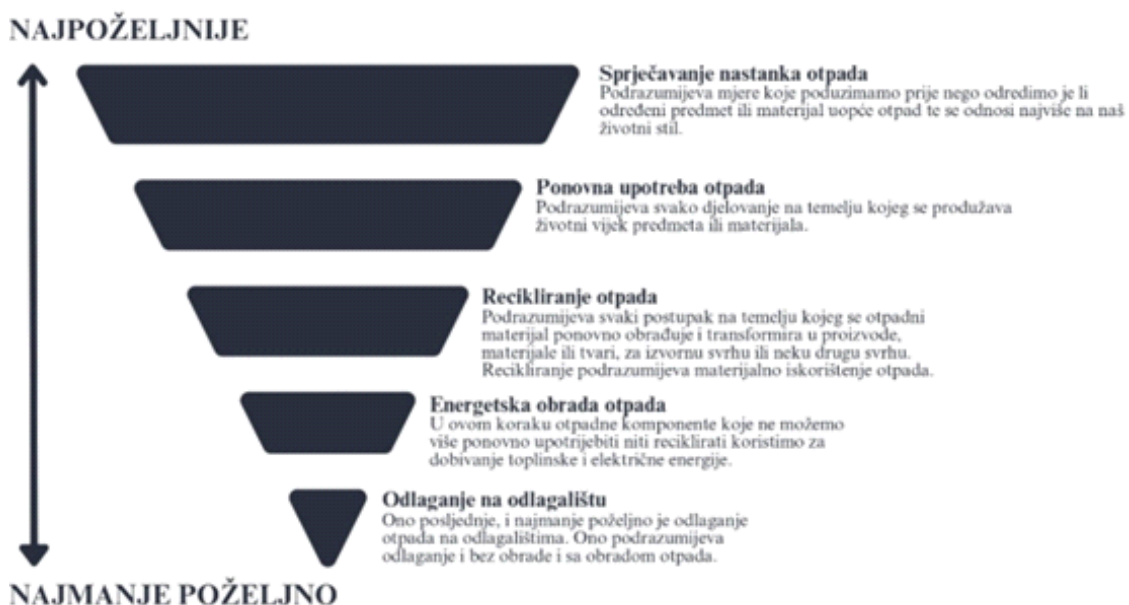 NAJPOŽELJNIJE
Sprječavanje nastanka otpada
Podrazumijeva mjere koje poduzimamo prije nego odredimo je li
određeni predmet ili materijal uopće otpad te se odnosi najviše na naš
životni stil.
Ponovna upotreba otpada
Podrazumijeva svako djelovanje na temelju kojeg se produžava
životni vijek predmeta ili materijala.
Recikliranje otpada
Podrazumijeva svaki postupak na temelju kojeg se otpadni
materijal ponovno obrađuje i transformira u proizvode,
materijale ili tvari, za izvornu svrhu ili neku drugu svrhu.
Recikliranje podrazumijeva materijalno iskorištenje otpada.
Energetska obrada otpada
U ovom koraku otpadne komponente koje ne možemo
više ponovno upotrijebiti niti reciklirati koristimo za
dobivanje toplinske i električne energije.
Odlaganje na odlagalištu
Ono posljednje, i najmanje poželjno je odlaganje
otpada na odlagalištima. Ono podrazumijeva
odlaganje i bez obrade i sa obradom otpada.
NAJMANJE POŽELJNO